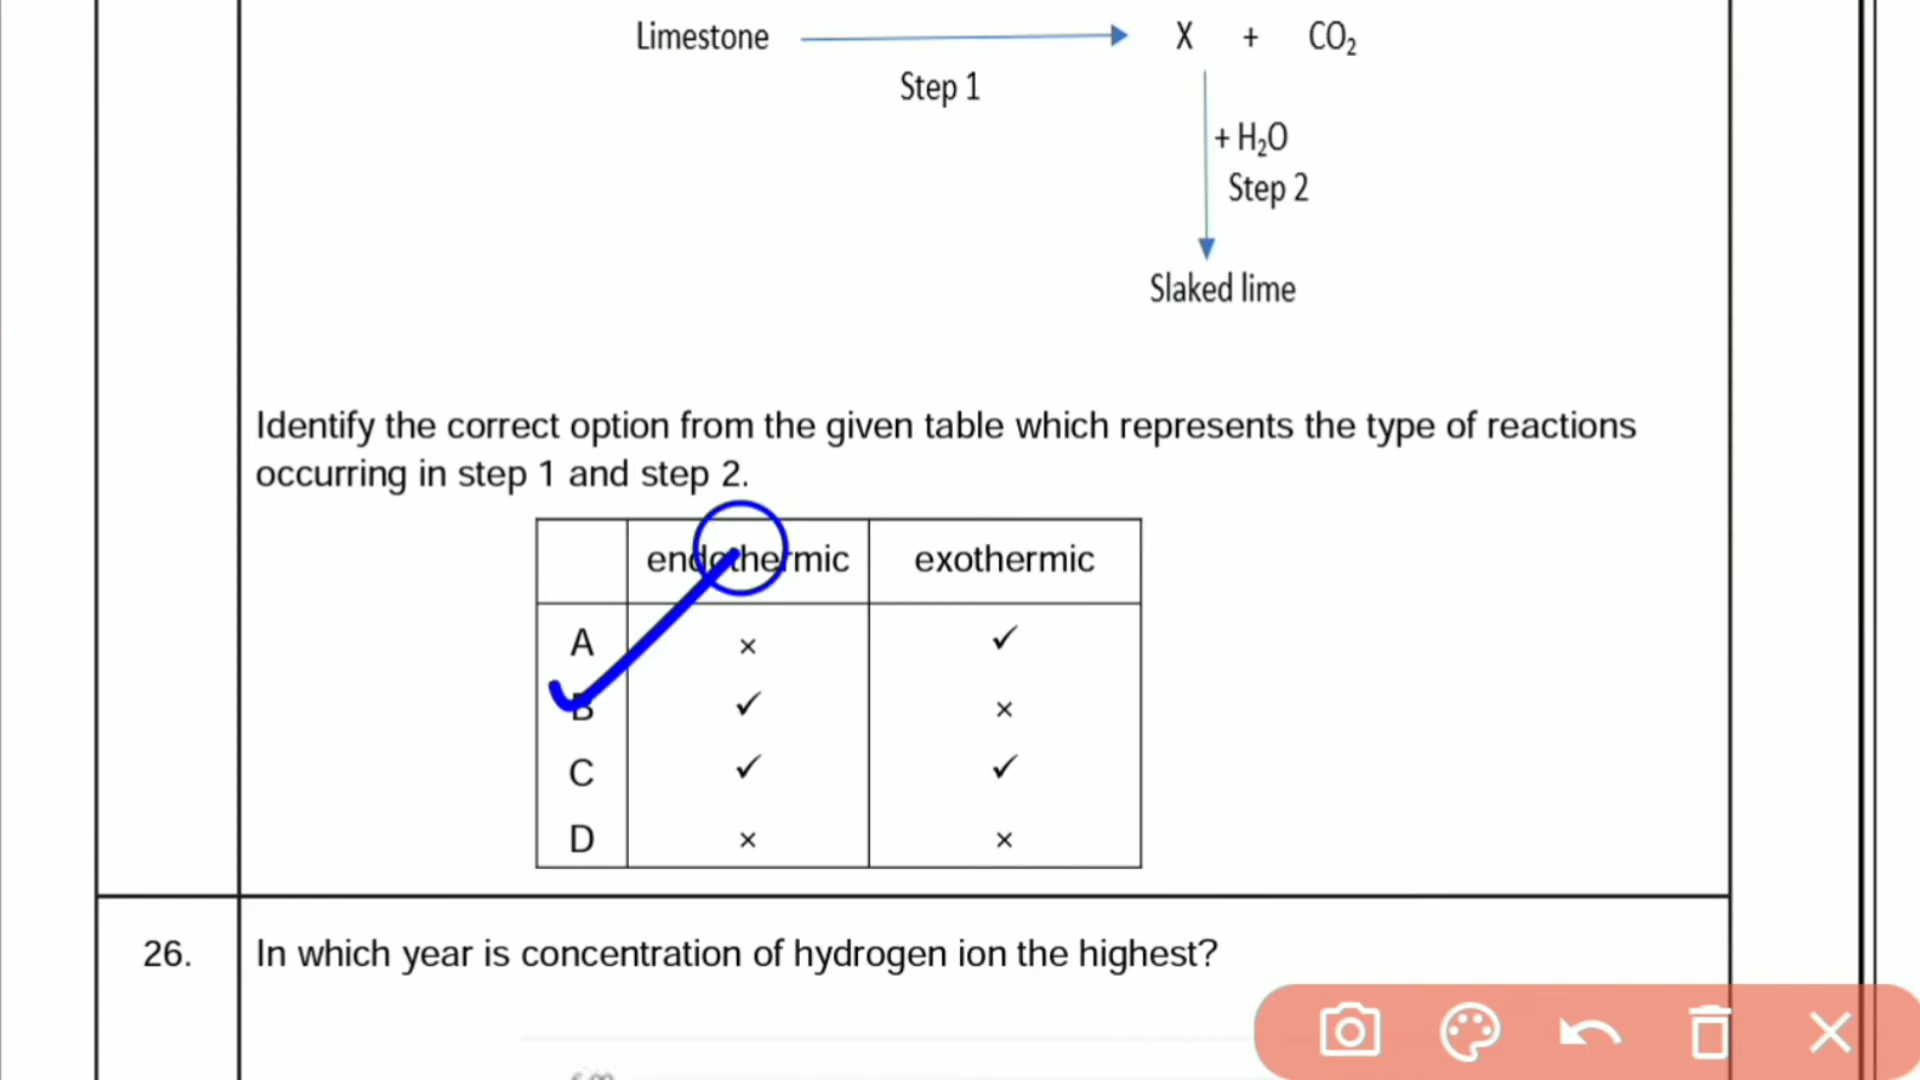 Limestone X + CO₂
Step 1
+ H₂O
Step 2
Slaked lime
Identify the correct option from the given table which represents the type of reactions
occurring in step 1 and step 2.
endothermic exothermic
A × ✓
B ✓ ×
C ✓ ✓
D × ×
26. In which year is concentration of hydrogen ion the highest?